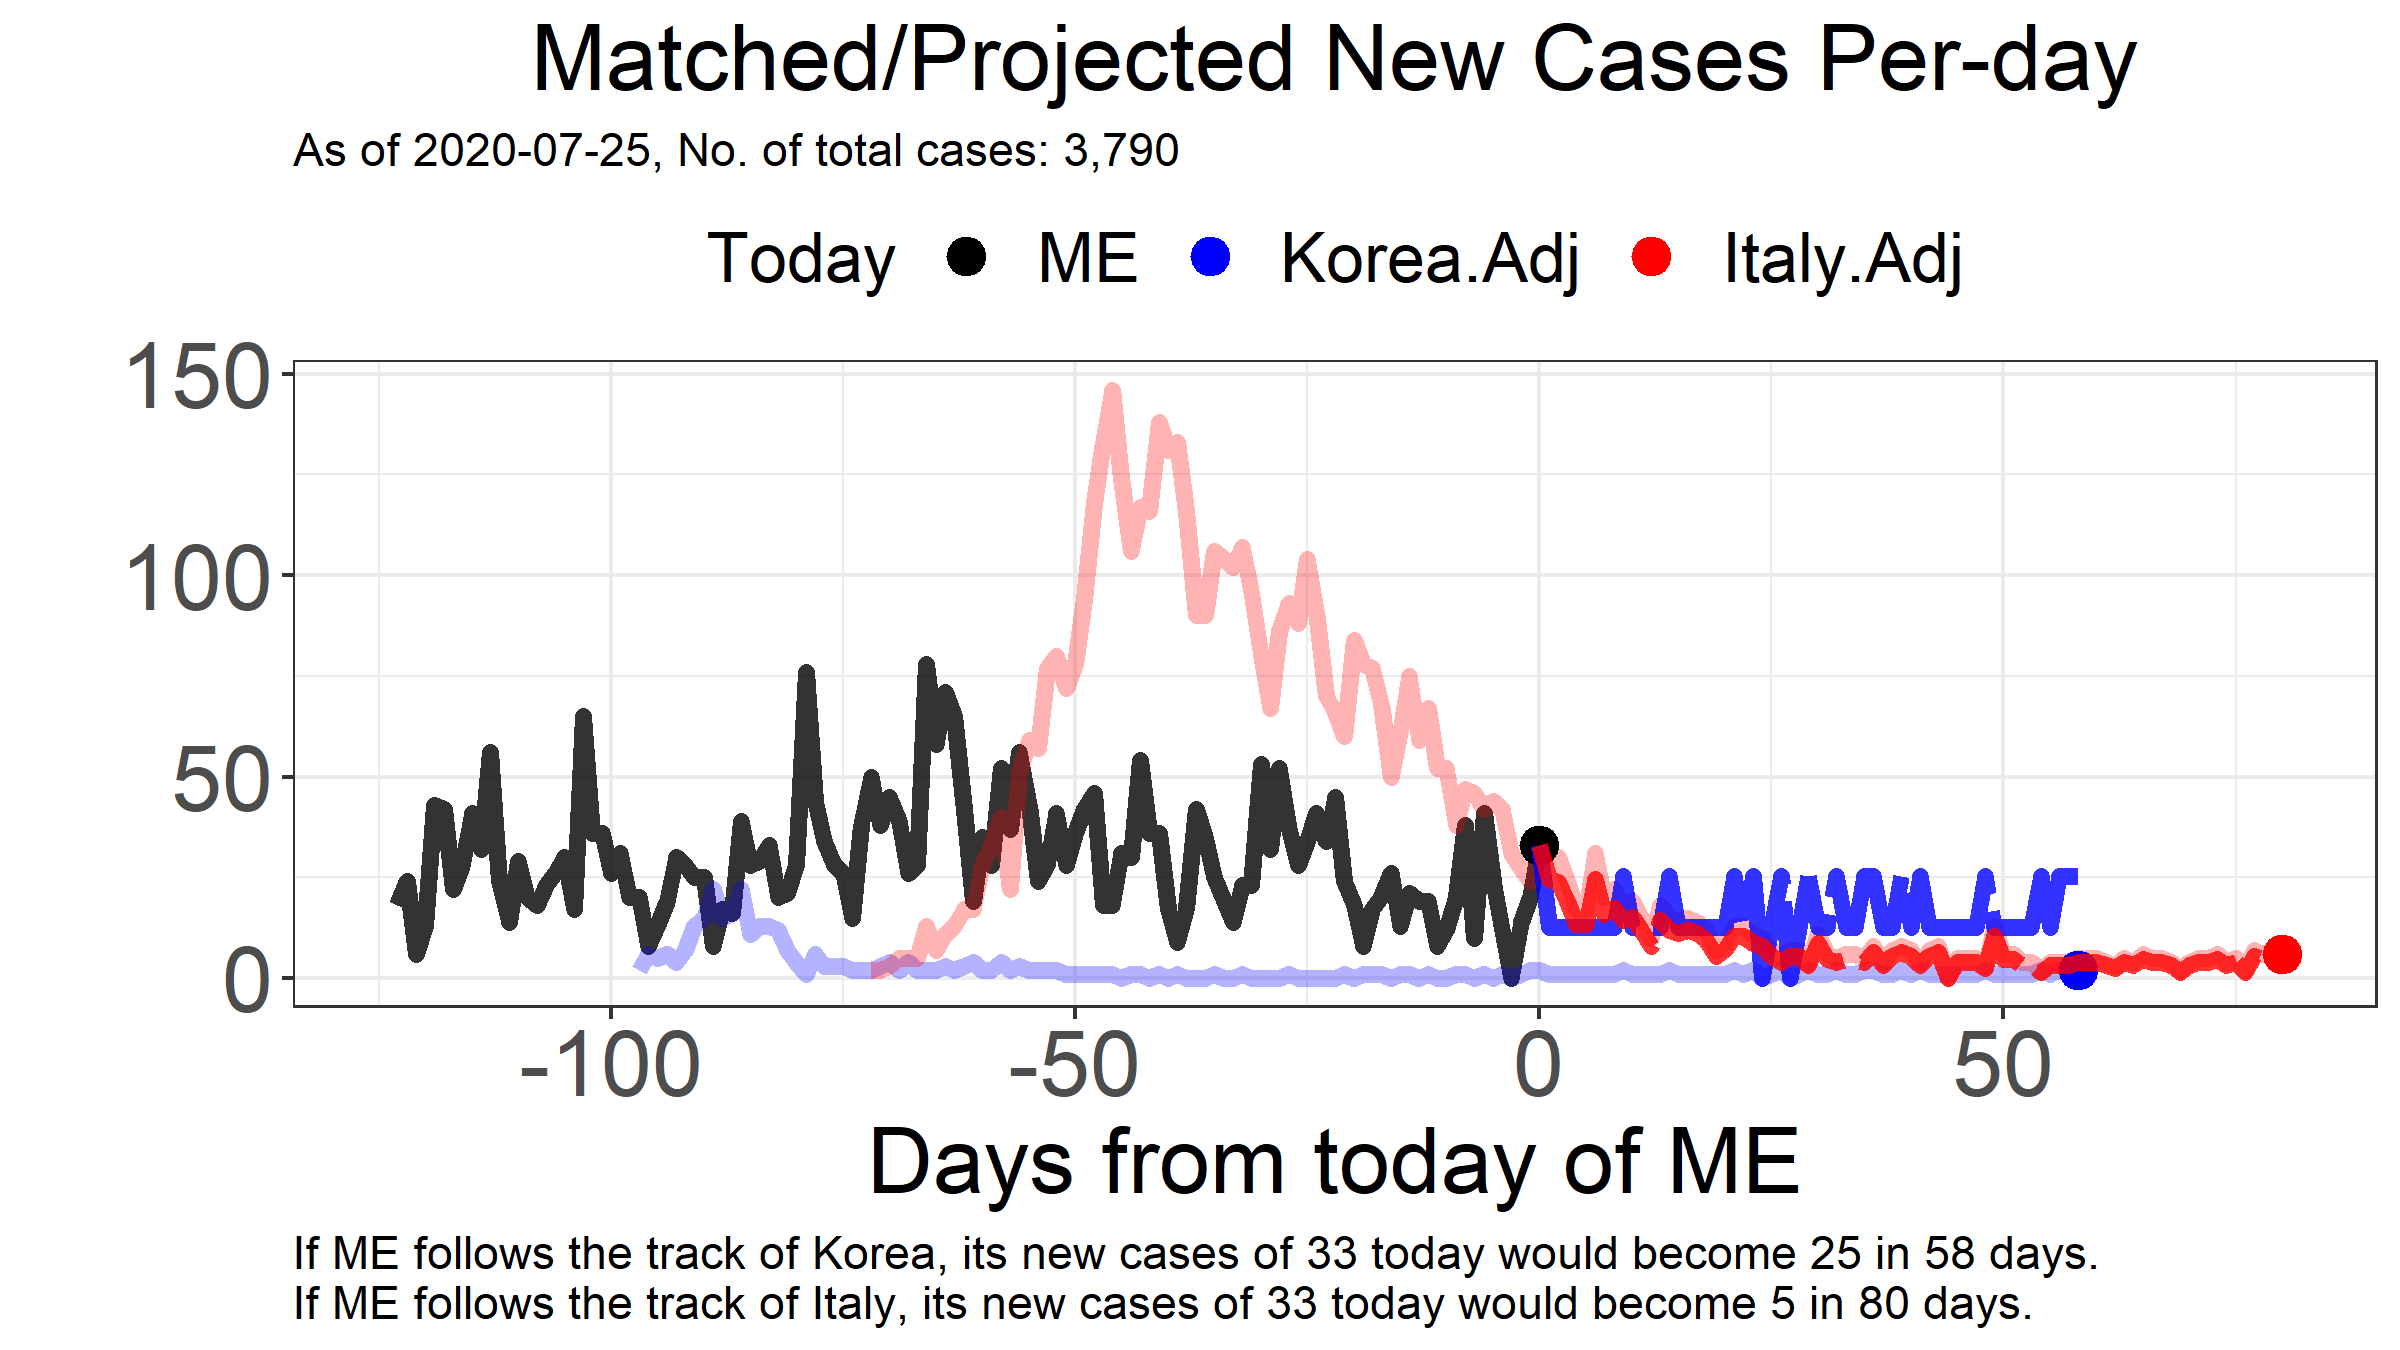 Matched/Projected New Cases Per-day
As of 2020-07-25, No. of total cases: 3,790
Today ME Korea.Adj Italy.Adj
150
100
50
0
-100 -50 0 50
Days from today of ME
If ME follows the track of Korea, its new cases of 33 today would become 25 in 58 days.
If ME follows the track of Italy, its new cases of 33 today would become 5 in 80 days.